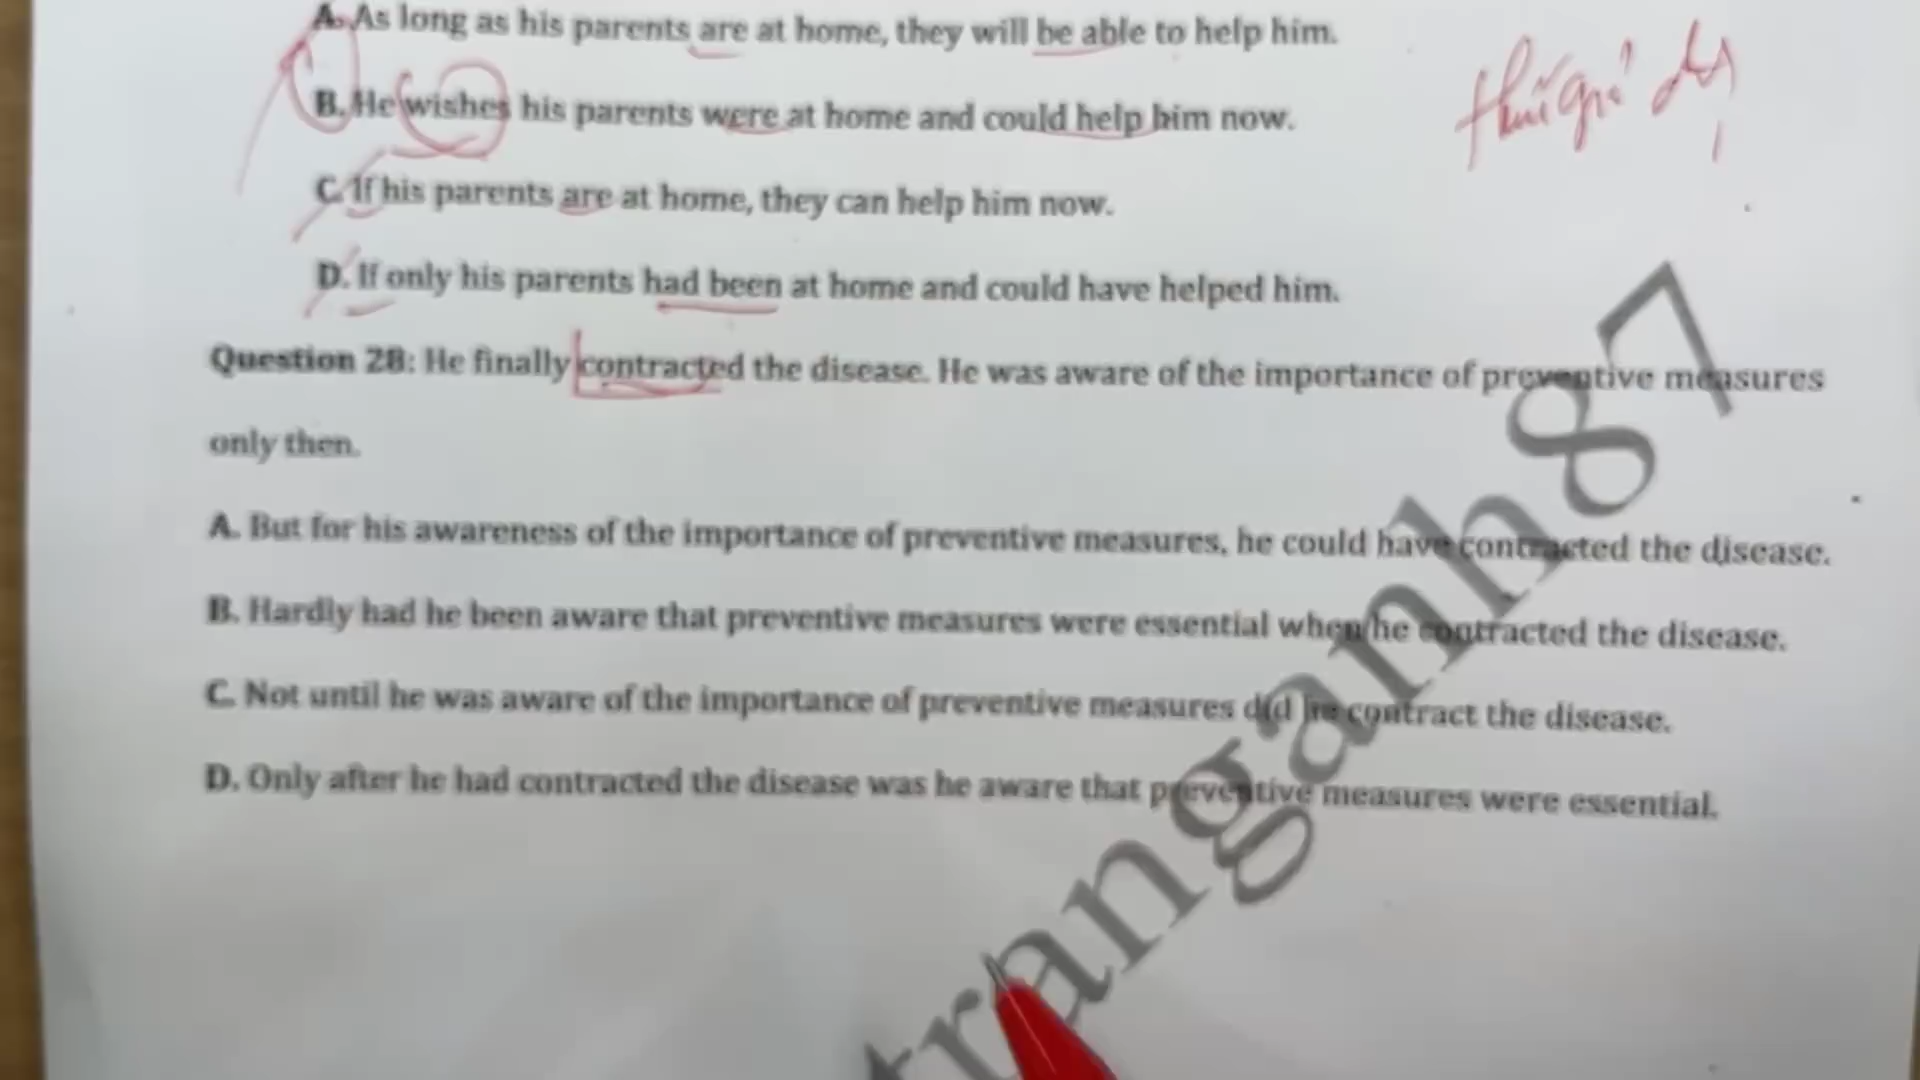 A. As long as his parents are at home, they will be able to help him.
B. He wishes his parents were at home and could help him now.
C. If his parents are at home, they can help him now.
D. If only his parents had been at home and could have helped him.
Question 28: He finally contracted the disease. He was aware of the importance of preventive measures
only then.
A. But for his awareness of the importance of preventive measures, he could have contracted the disease.
B. Hardly had he been aware that preventive measures were essential when he contracted the disease.
C. Not until he was aware of the importance of preventive measures did he contract the disease.
D. Only after he had contracted the disease was he aware that preventive measures were essential.
tranganh87